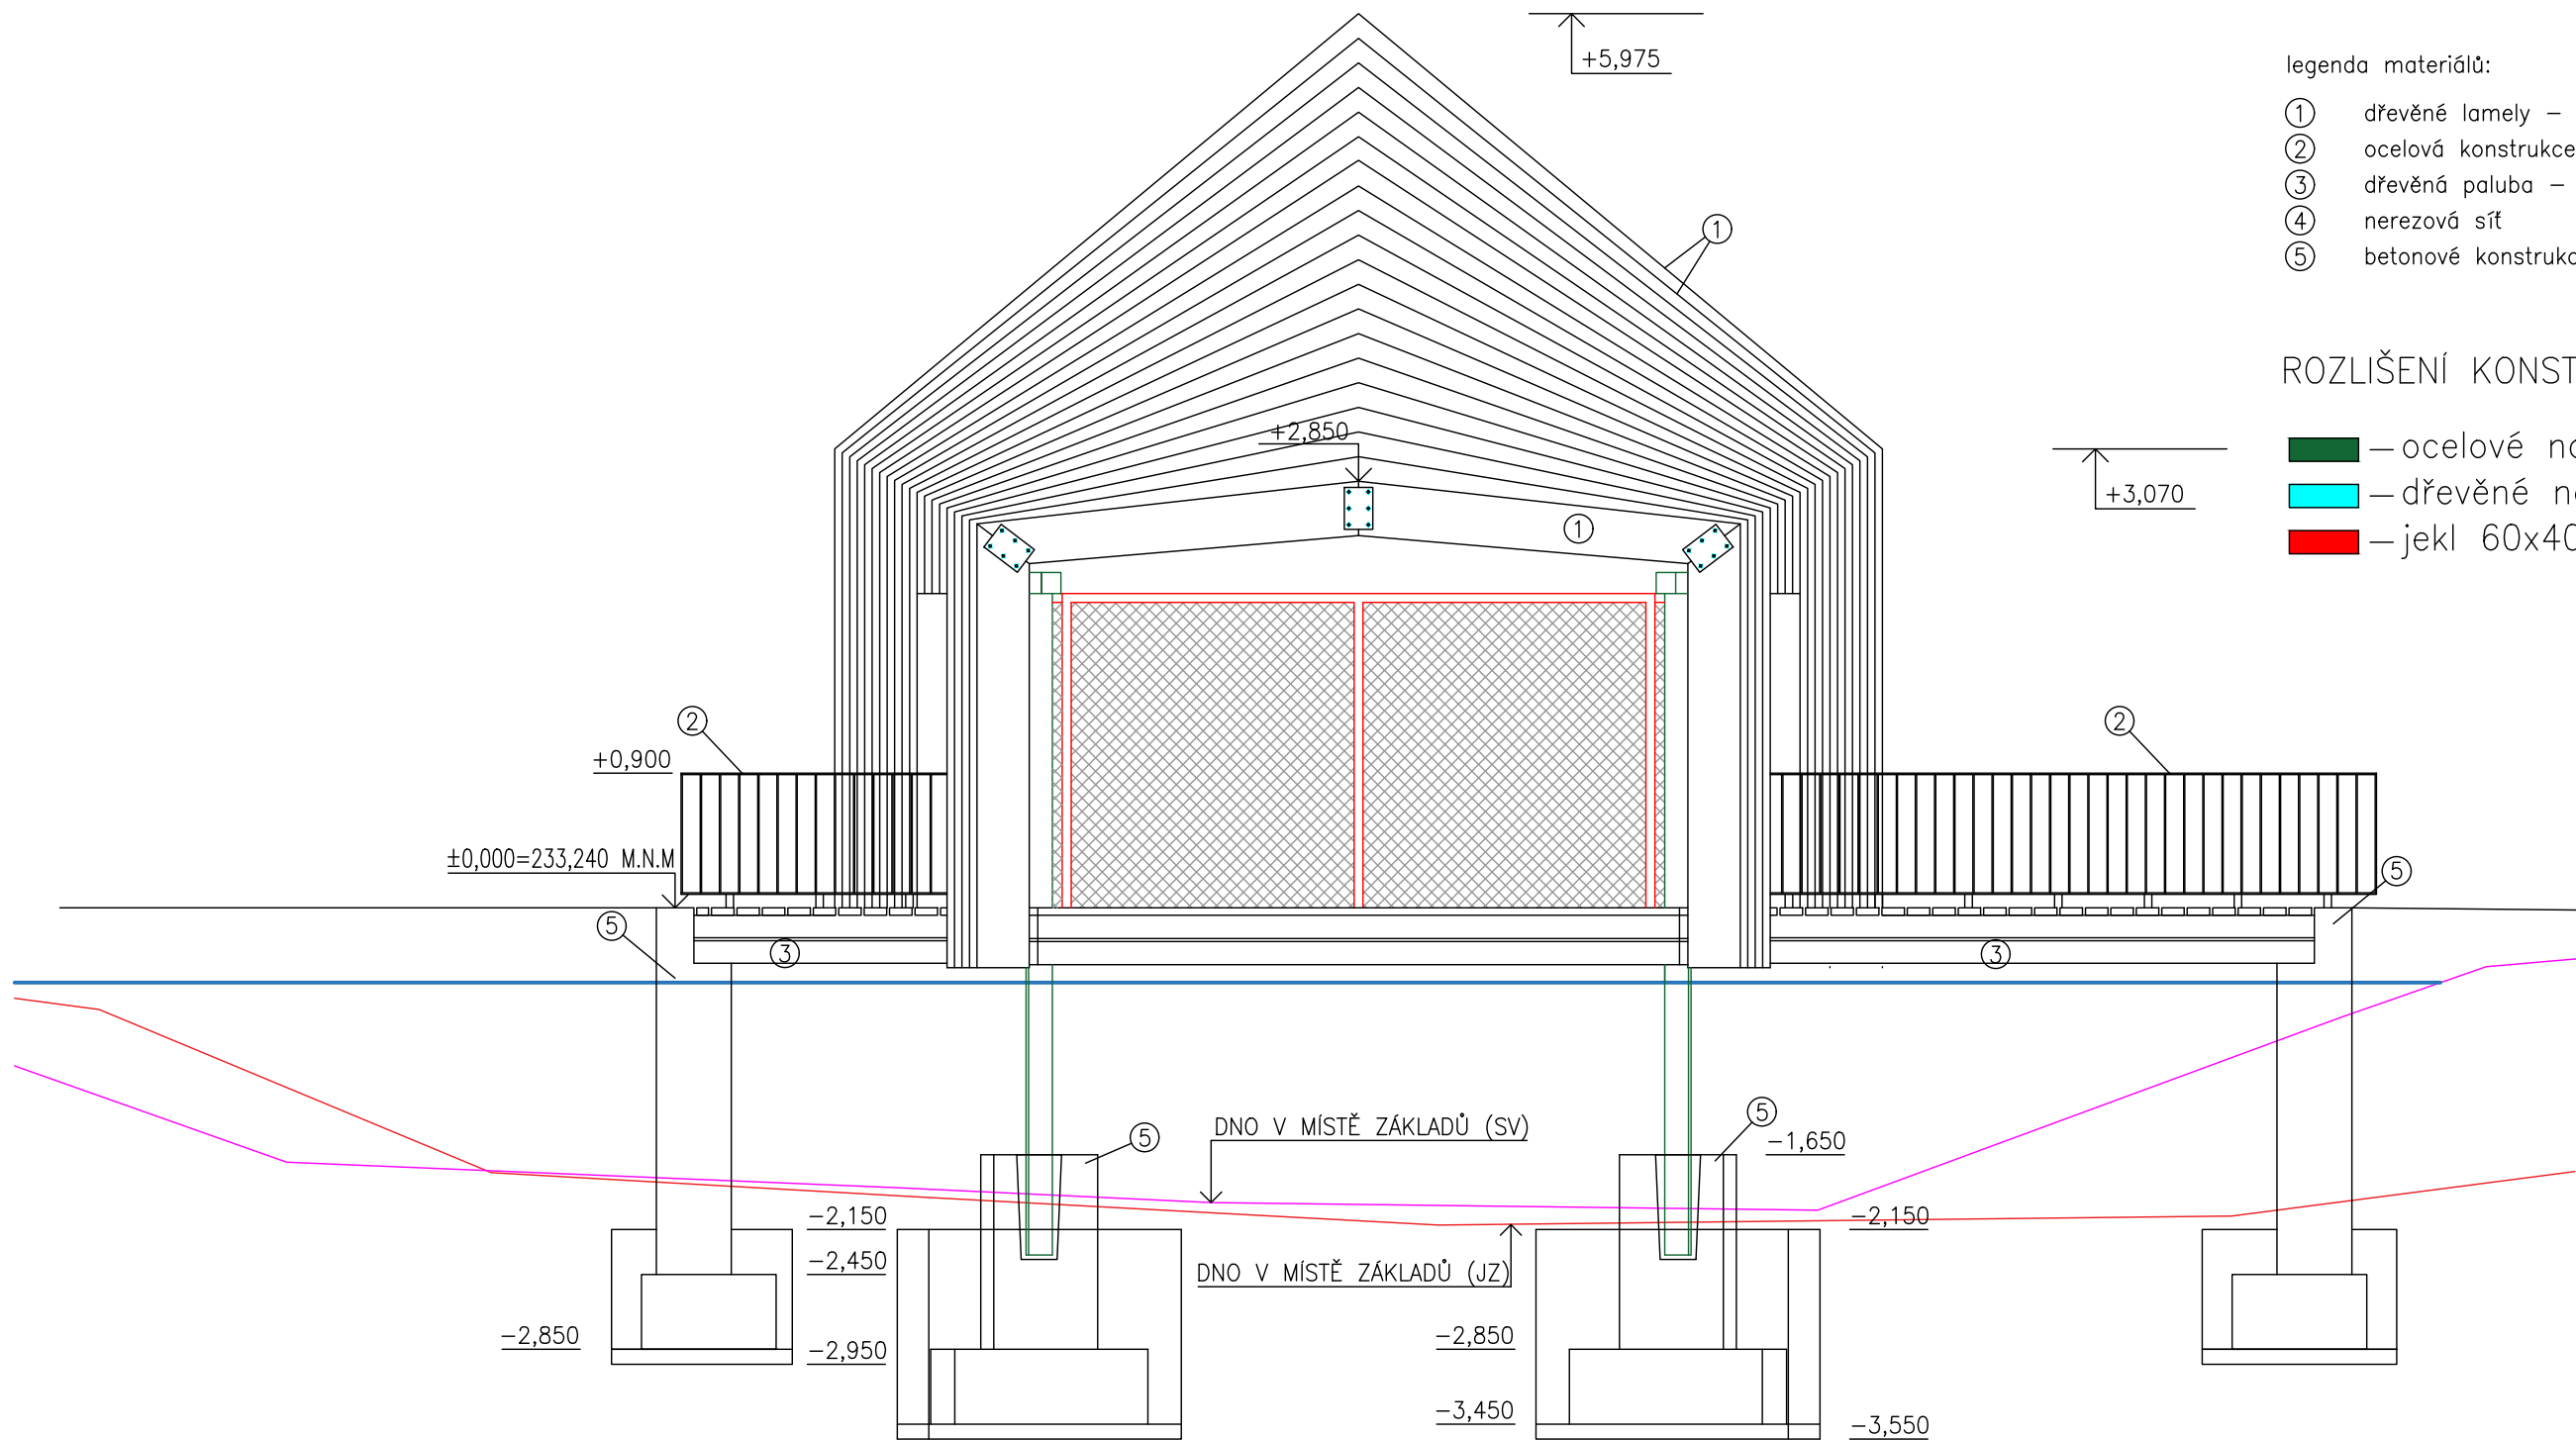 +5,975
legenda materiálů:
1 dřevěné lamely –
2 ocelová konstrukce
3 dřevěná paluba –
4 nerezová síť
5 betonové
1
ROZLIŠENÍ
– ocelové
– dřevěné
– jekl
+2,850
+3,070
1
2
2
+0,900
±0,000=233,240 M.N.M
5
5
3
3
DNO V MÍSTĚ ZÁKLADŮ (SV)
5
5
–1,650
–2,150
–2,150
–2,450
DNO V MÍSTĚ ZÁKLADŮ (JZ)
–2,850
–2,950
–2,850
–3,450
–3,550